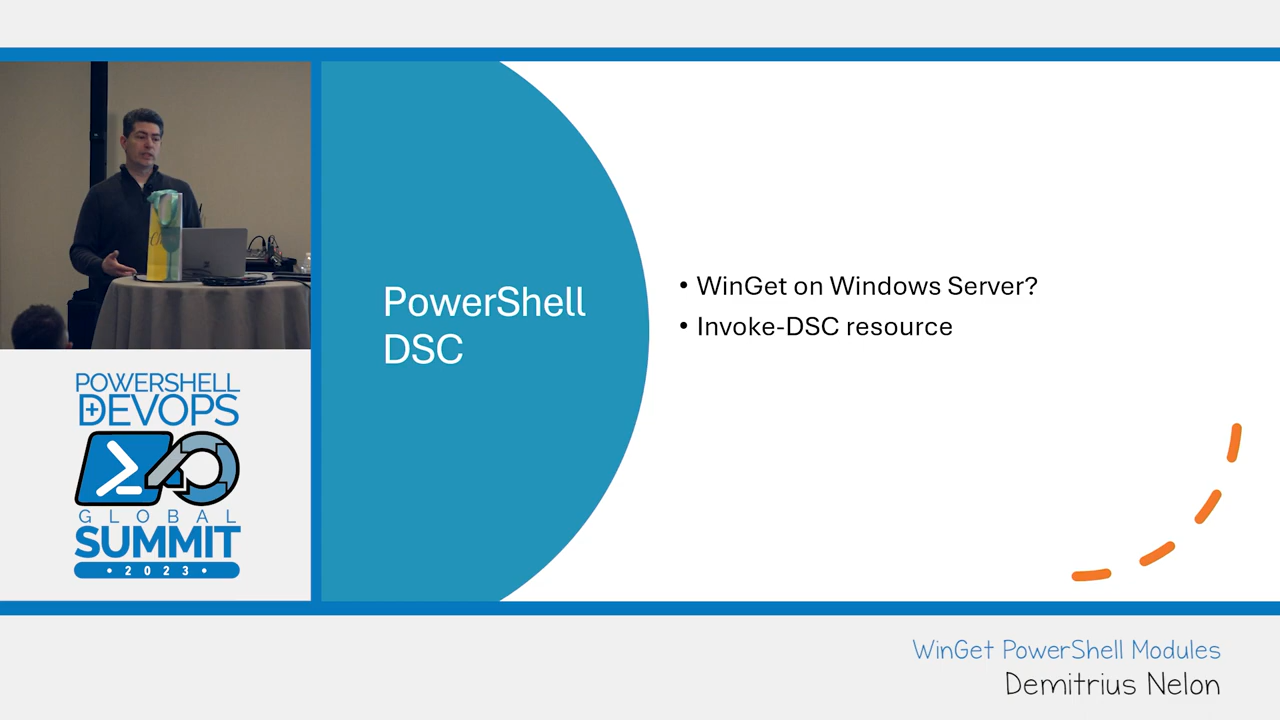 PowerShell
DSC
• WinGet on Windows Server?
• Invoke-DSC resource
POWERSHELL
+DEVOPS
GLOBAL
SUMMIT
• 2023 •
WinGet PowerShell Modules
Demitrius Nelon